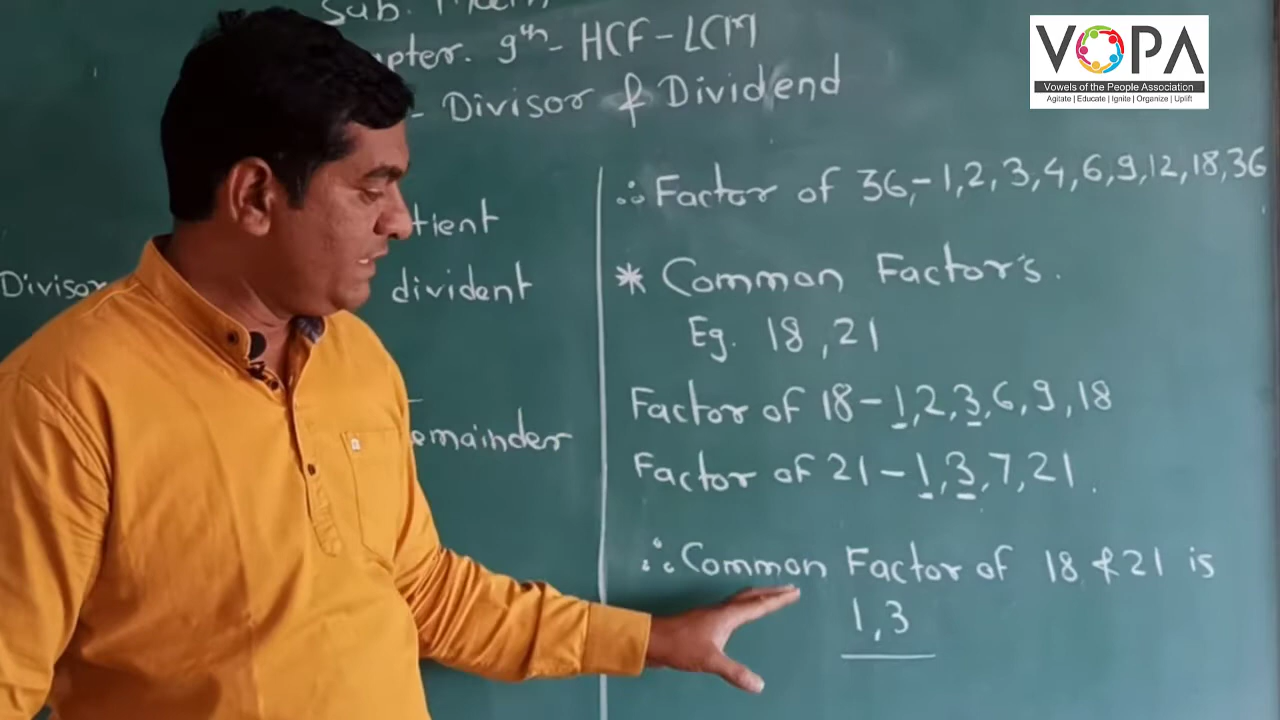 Sub. Math
apter. 9th - HCF - LCM
- Divisor & Dividend
tient
Divisor
divident
emainder
∴ Factor of 36,- 1,2,3,4,6,9,12,18,36
* Common Factor's.
Eg. 18,21
Factor of 18 - 1,2,3,6,9,18
Factor of 21 - 1,3,7,21.
∴ Common Factor of 18 & 21 is
1,3
VOPA
Vowels of the People Association
Agitate | Educate | Ignite | Organize | Uplift